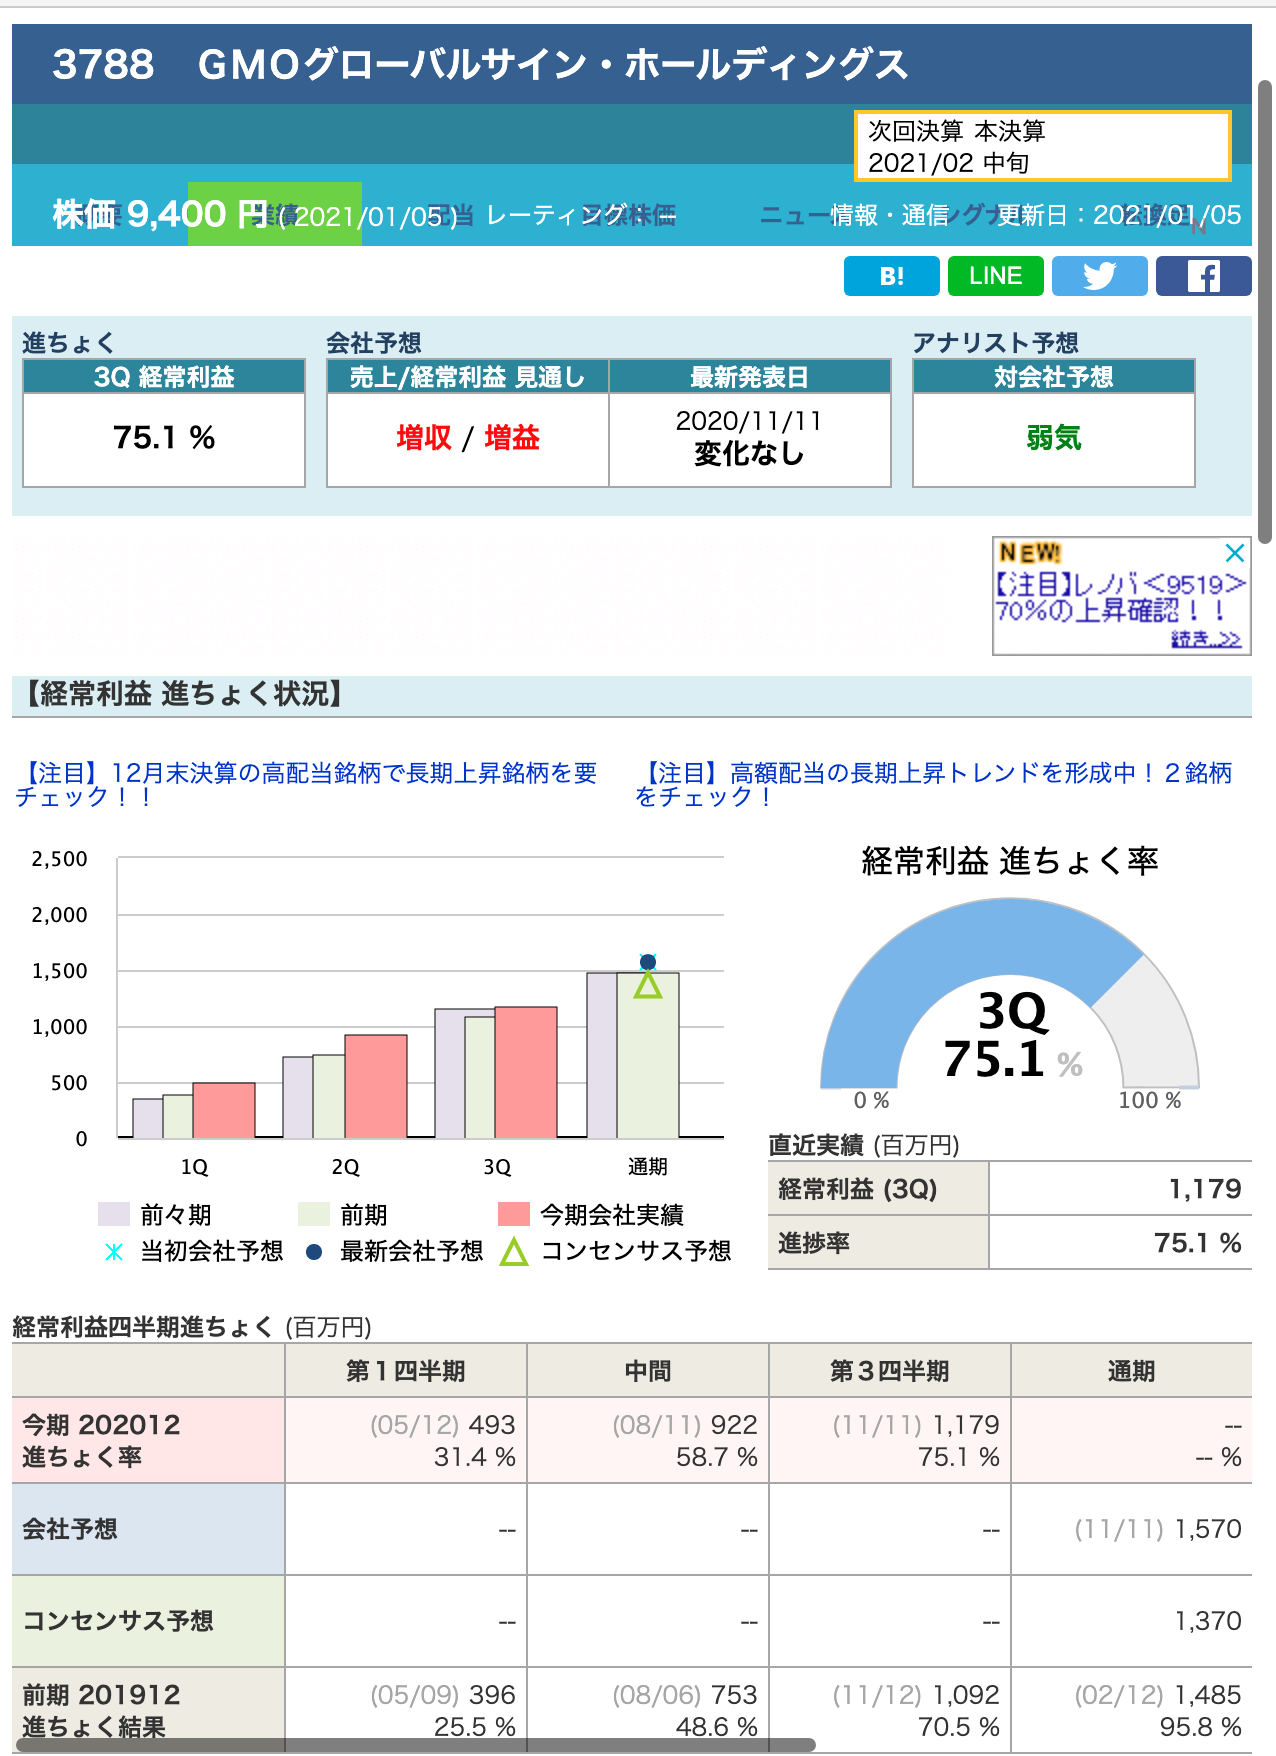 3788　GMOグローバルサイン・ホールディングス
次回決算 本決算
2021/02 中旬
株価 9,400 円 ( 2021/01/05 ) レーティング： -- 情報・通信 更新日：2021/01/05
業績 配当 目標株価 ニュー
B! LINE
進ちょく 会社予想 アナリスト予想
3Q 経常利益 売上/経常利益 見通し 最新発表日 対会社予想
75.1 % 増収 / 増益 2020/11/11 弱気
変化なし
NEW!
【注目】レノバ<9519>
70%の上昇確認！！
続き..>>
【経常利益 進ちょく状況】
【注目】12月末決算の高配当銘柄で長期上昇銘柄を要
チェック！！
【注目】高額配当の長期上昇トレンドを形成中！２銘柄
をチェック！
2,500
2,000
1,500
1,000
500
0
1Q 2Q 3Q 通期
前々期 前期 今期会社実績
当初会社予想 最新会社予想 コンセンサス予想
経常利益 進ちょく率
3Q
75.1 %
0 % 100 %
直近実績 (百万円)
経常利益 (3Q) 1,179
進捗率 75.1 %
経常利益四半期進ちょく (百万円)
第１四半期 中間 第３四半期 通期
今期 202012 (05/12) 493 (08/11) 922 (11/11) 1,179 --
進ちょく率 31.4 % 58.7 % 75.1 % -- %
会社予想 -- -- -- (11/11) 1,570
コンセンサス予想 -- -- -- 1,370
前期 201912 (05/09) 396 (08/06) 753 (11/12) 1,092 (02/12) 1,485
進ちょく結果 25.5 % 48.6 % 70.5 % 95.8 %